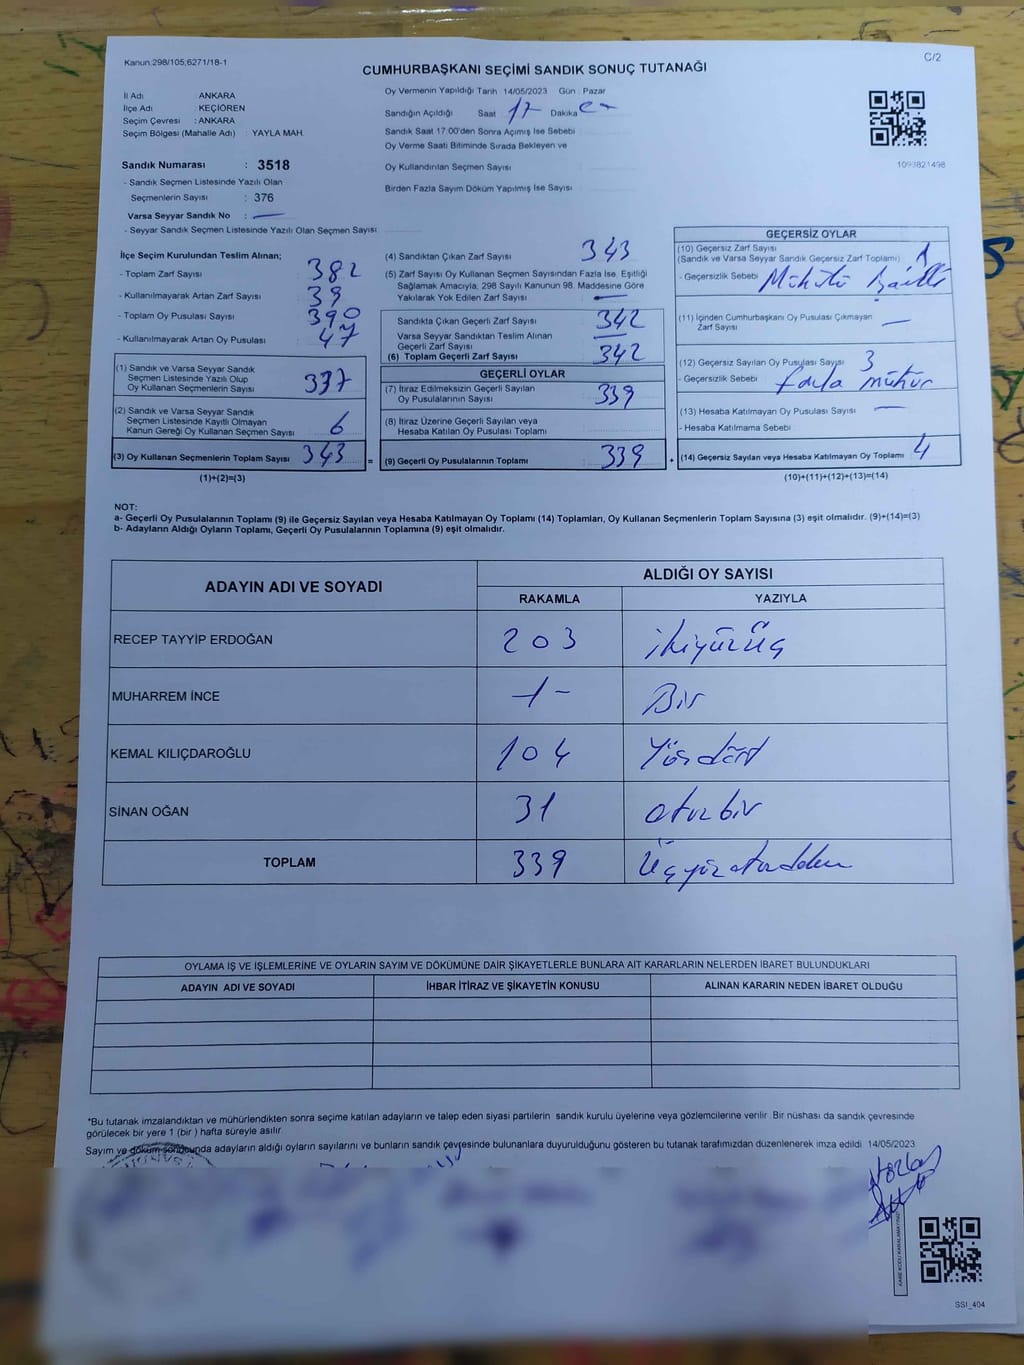 Kanun:298/105;6271/18-1
C/2
CUMHURBAŞKANI SEÇİMİ SANDIK SONUÇ TUTANAĞI
İl Adı ANKARA
İlçe Adı : KEÇİÖREN
Seçim Çevresi : ANKARA
Seçim Bölgesi (Mahalle Adı) : YAYLA MAH.
Sandık Numarası : 3518
- Sandık Seçmen Listesinde Yazılı Olan
Seçmenlerin Sayısı : 376
Varsa Seyyar Sandık No : —
- Seyyar Sandık Seçmen Listesinde Yazılı Olan Seçmen Sayısı
Oy Vermenin Yapıldığı Tarih 14/05/2023 Gün : Pazar
Sandığın Açıldığı Saat 17 Dakika
Sandık Saat 17:00'den Sonra Açımış İse Sebebi
Oy Verme Saati Bitiminde Sırada Bekleyen ve
Oy Kullandırılan Seçmen Sayısı
Birden Fazla Sayım Döküm Yapılmış İse Sayısı
1093821498
İlçe Seçim Kurulundan Teslim Alınan;
- Toplam Zarf Sayısı 382
- Kullanılmayarak Artan Zarf Sayısı 39
- Toplam Oy Pusulası Sayısı 390
- Kullanılmayarak Artan Oy Pusulası 47
(1) Sandık ve Varsa Seyyar Sandık
Seçmen Listesinde Yazılı Olup
Oy Kullanan Seçmenlerin Sayısı 337
(2) Sandık ve Varsa Seyyar Sandık
Seçmen Listesinde Kayıtlı Olmayan
Kanun Gereği Oy Kullanan Seçmen Sayısı 6
(3) Oy Kullanan Seçmenlerin Toplam Sayısı 343 =
(1)+(2)=(3)
(4) Sandıktan Çıkan Zarf Sayısı 343
(5) Zarf Sayısı Oy Kullanan Seçmen Sayısından Fazla İse. Eşitliği
Sağlamak Amacıyla, 298 Sayılı Kanunun 98. Maddesine Göre
Yakılarak Yok Edilen Zarf Sayısı —
Sandıkta Çıkan Geçerli Zarf Sayısı 342
Varsa Seyyar Sandıktan Teslim Alınan
Geçerli Zarf Sayısı —
(6) Toplam Geçerli Zarf Sayısı 342
GEÇERLİ OYLAR
(7) İtiraz Edilmeksizin Geçerli Sayılan
Oy Pusulalarının Sayısı 339
(8) İtiraz Üzerine Geçerli Sayılan veya
Hesaba Katılan Oy Pusulası Toplamı
(9) Geçerli Oy Pusulalarının Toplamı 339 +
GEÇERSİZ OYLAR
(10) Geçersiz Zarf Sayısı 1
(Sandık ve Varsa Seyyar Sandık Geçersiz Zarf Toplamı)
- Geçersizlik Sebebi
(11) İçinden Cumhurbaşkanı Oy Pusulası Çıkmayan
Zarf Sayısı —
(12) Geçersiz Sayılan Oy Pusulası Sayısı 3
- Geçersizlik Sebebi fazla mühür
(13) Hesaba Katılmayan Oy Pusulası Sayısı —
- Hesaba Katılmama Sebebi
(14) Geçersiz Sayılan veya Hesaba Katılmayan Oy Toplamı 4
(10)+(11)+(12)+(13)=(14)
NOT:
a- Geçerli Oy Pusulalarının Toplamı (9) ile Geçersiz Sayılan veya Hesaba Katılmayan Oy Toplamı (14) Toplamları, Oy Kullanan Seçmenlerin Toplam Sayısına (3) eşit olmalıdır. (9)+(14)=(3)
b- Adayların Aldığı Oyların Toplamı, Geçerli Oy Pusulalarının Toplamına (9) eşit olmalıdır.
ADAYIN ADI VE SOYADI ALDIĞI OY SAYISI
RAKAMLA YAZIYLA
RECEP TAYYİP ERDOĞAN 203 ikiyüzüç
MUHARREM İNCE -1- Bir
KEMAL KILIÇDAROĞLU 104 Yüzdört
SİNAN OĞAN 31 otuzbir
TOPLAM 339 Üçyüzotuzdokuz
OYLAMA İŞ VE İŞLEMLERİNE VE OYLARIN SAYIM VE DÖKÜMÜNE DAİR ŞİKAYETLERLE BUNLARA AİT KARARLARIN NELERDEN İBARET BULUNDUKLARI
ADAYIN ADI VE SOYADI İHBAR İTİRAZ VE ŞİKAYETİN KONUSU ALINAN KARARIN NEDEN İBARET OLDUĞU
*Bu tutanak imzalandıktan ve mühürlendikten sonra seçime katılan adayların ve talep eden siyasi partilerin sandık kurulu üyelerine veya gözlemcilerine verilir. Bir nüshası da sandık çevresinde
görülecek bir yere 1 (bir) hafta süreyle asılır.
Sayım ve döküm sonucunda adayların aldığı oyların sayılarını ve bunların sandık çevresinde bulunanlara duyurulduğunu gösteren bu tutanak tarafımızdan düzenlenerek imza edildi. 14/05/2023
SSI_404